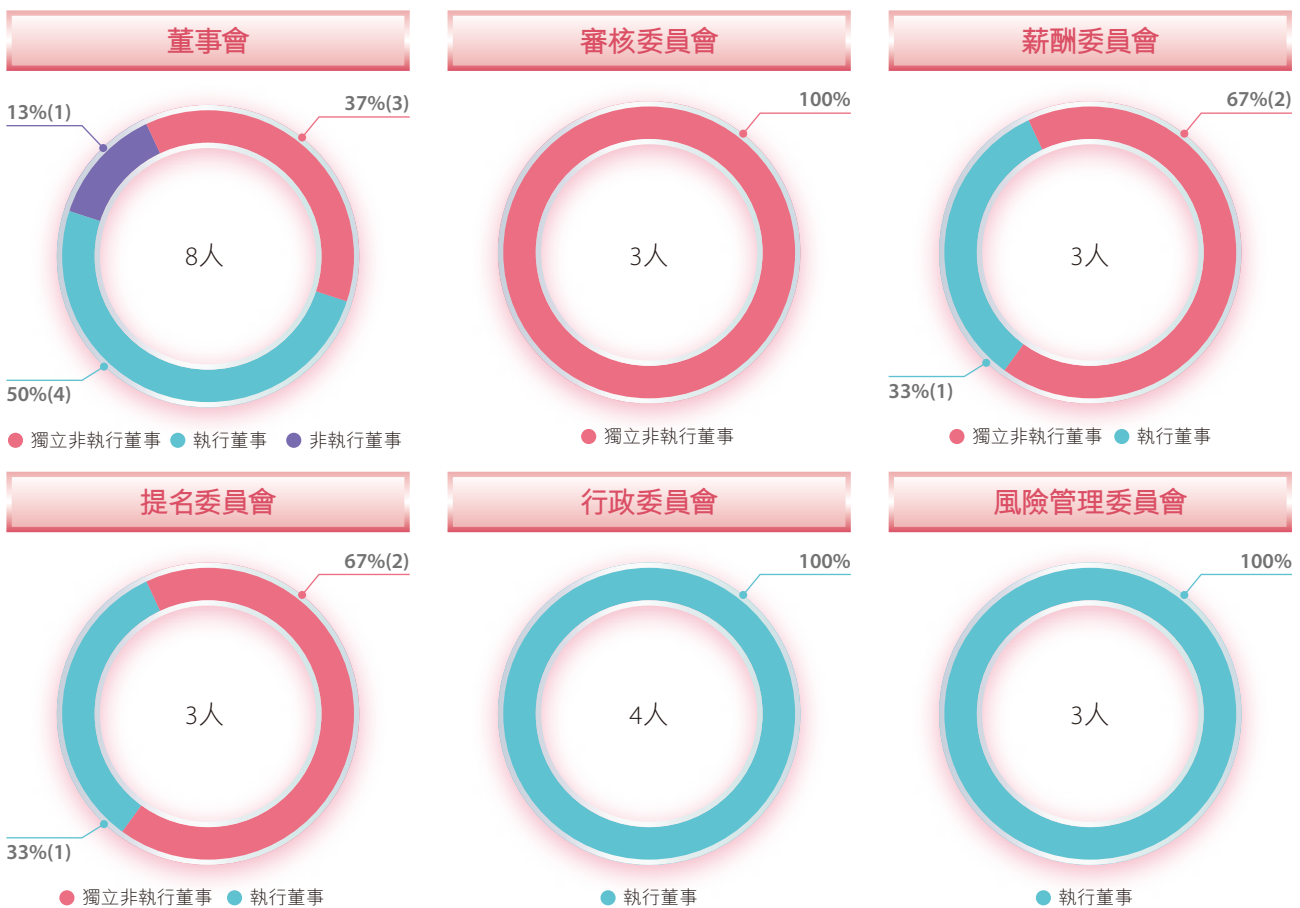 董事會
13%(1)
37%(3)
8人
50%(4)
獨立非執行董事 執行董事 非執行董事
審核委員會
100%
3人
獨立非執行董事
薪酬委員會
67%(2)
3人
33%(1)
獨立非執行董事 執行董事
提名委員會
67%(2)
3人
33%(1)
獨立非執行董事 執行董事
行政委員會
100%
4人
執行董事
風險管理委員會
100%
3人
執行董事